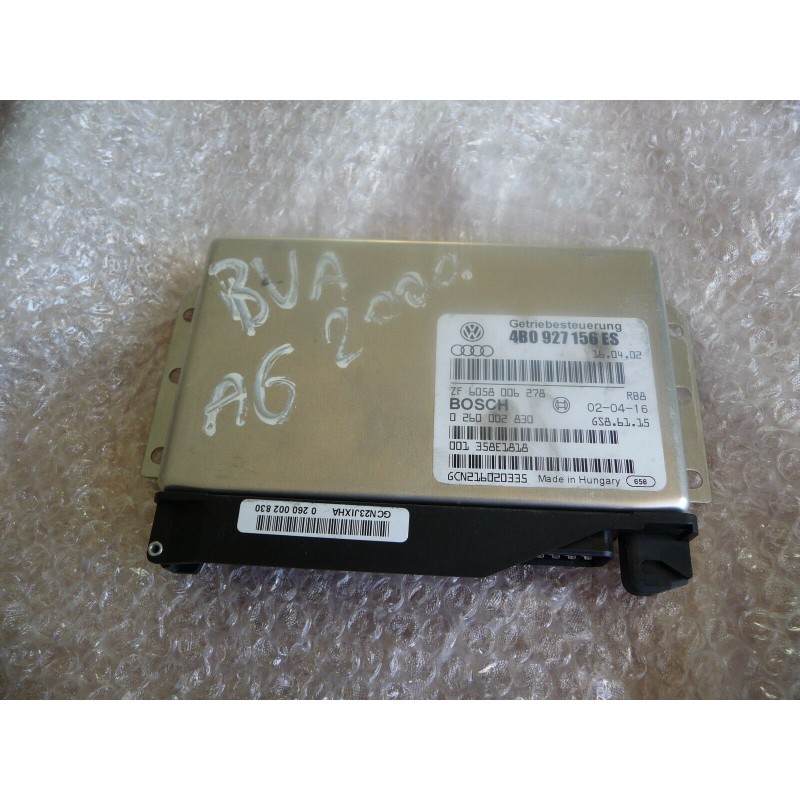 BVA
2000.
A6
Getriebesteuerung
4B0 927 156 ES
16.04.02
ZF 6058 006 278 RB8
BOSCH 02-04-16
0 260 002 830 GS8.61.15
001 358E1818
GCN216020335 Made in Hungary 658
GCN23JIXHA 0 260 002 830